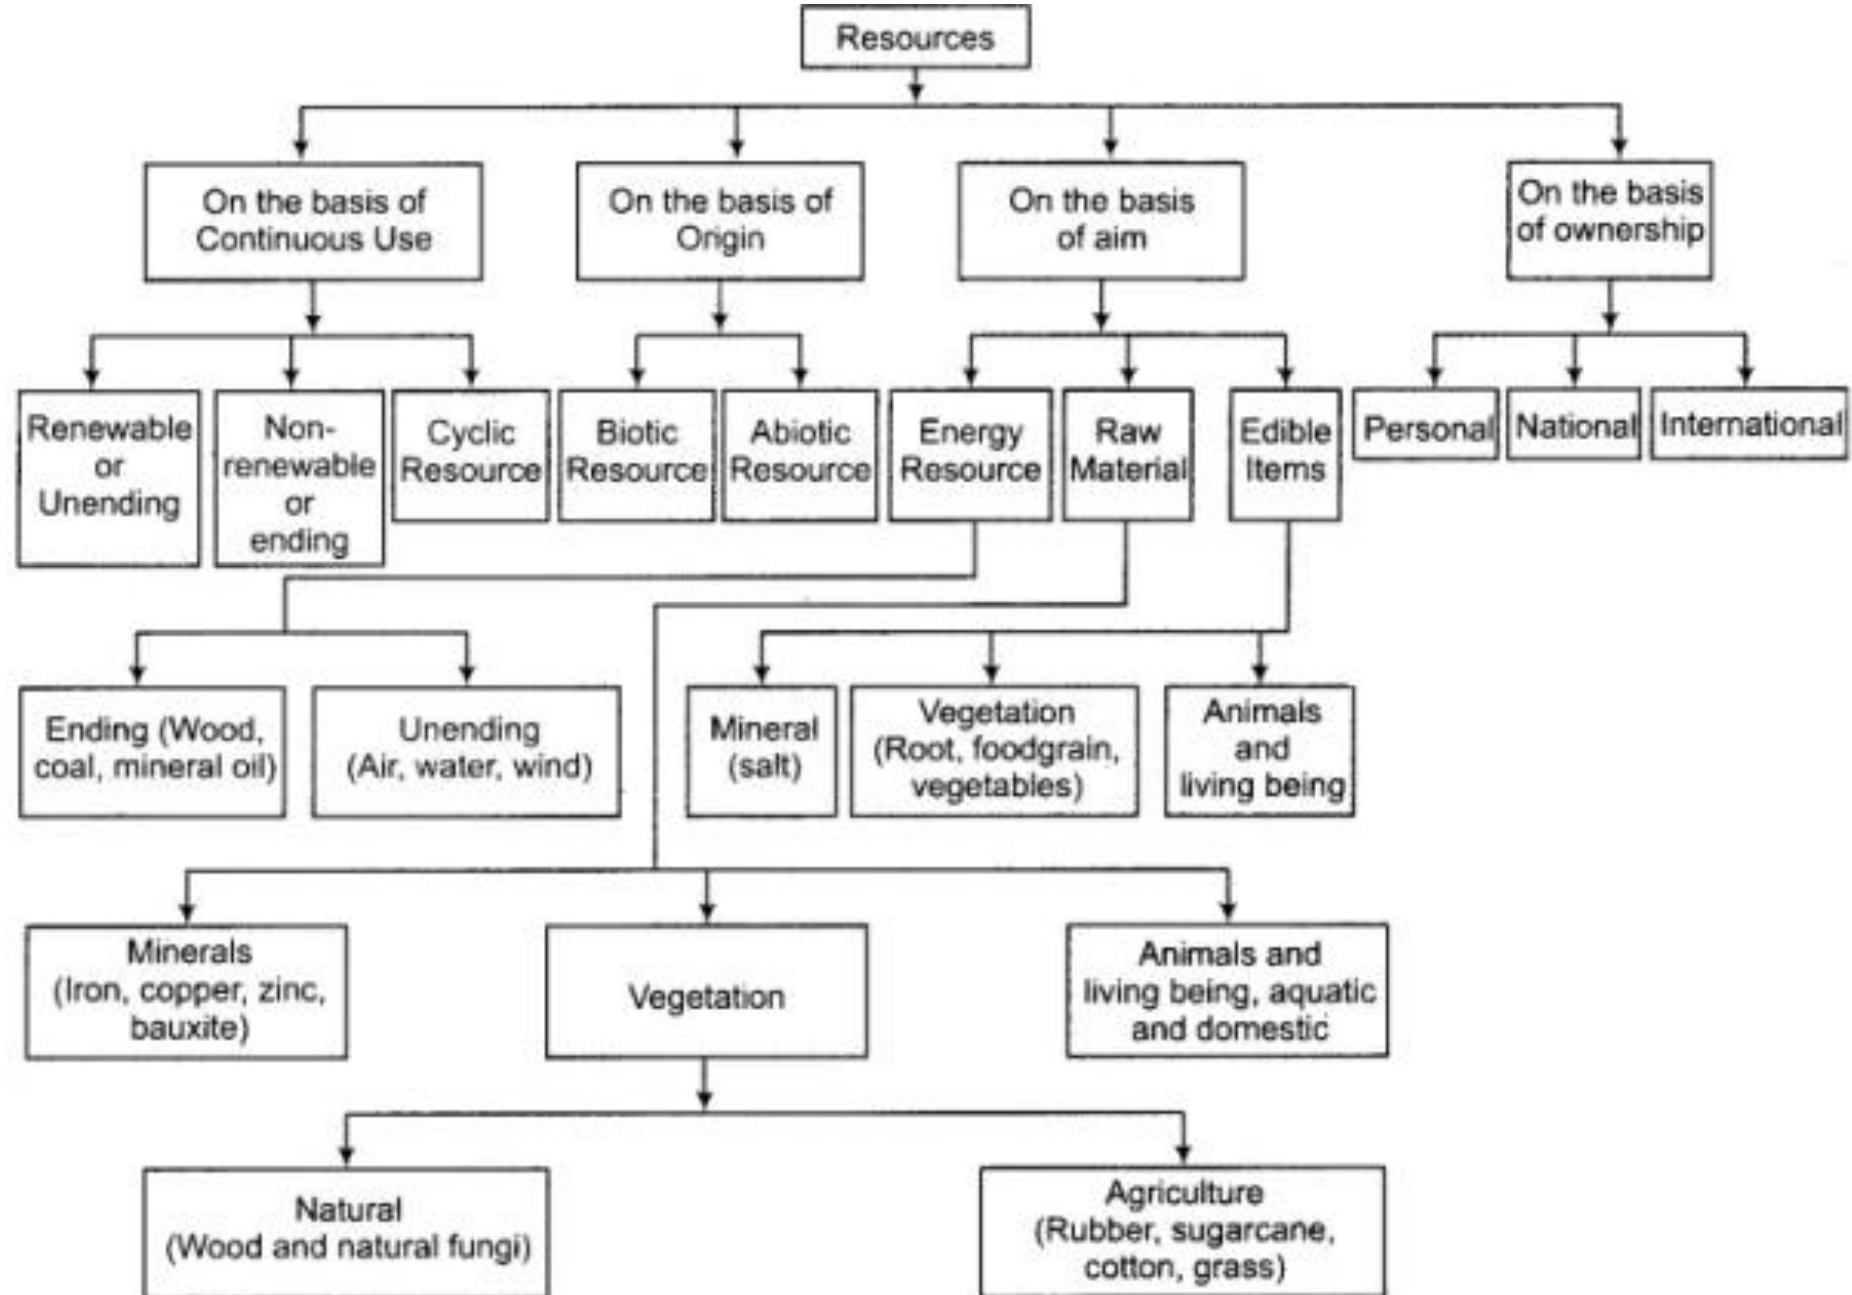 Resources
On the basis of
Continuous Use
On the basis of
Origin
On the basis
of aim
On the basis
of ownership
Renewable
or
Unending
Non-
renewable
or
ending
Cyclic
Resource
Biotic
Resource
Abiotic
Resource
Energy
Resource
Raw
Material
Edible
Items
Personal
National
International
Ending (Wood,
coal, mineral oil)
Unending
(Air, water, wind)
Mineral
(salt)
Vegetation
(Root, foodgrain,
vegetables)
Animals
and
living being
Minerals
(Iron, copper, zinc,
bauxite)
Vegetation
Animals and
living being, aquatic
and domestic
Natural
(Wood and natural fungi)
Agriculture
(Rubber, sugarcane,
cotton, grass)